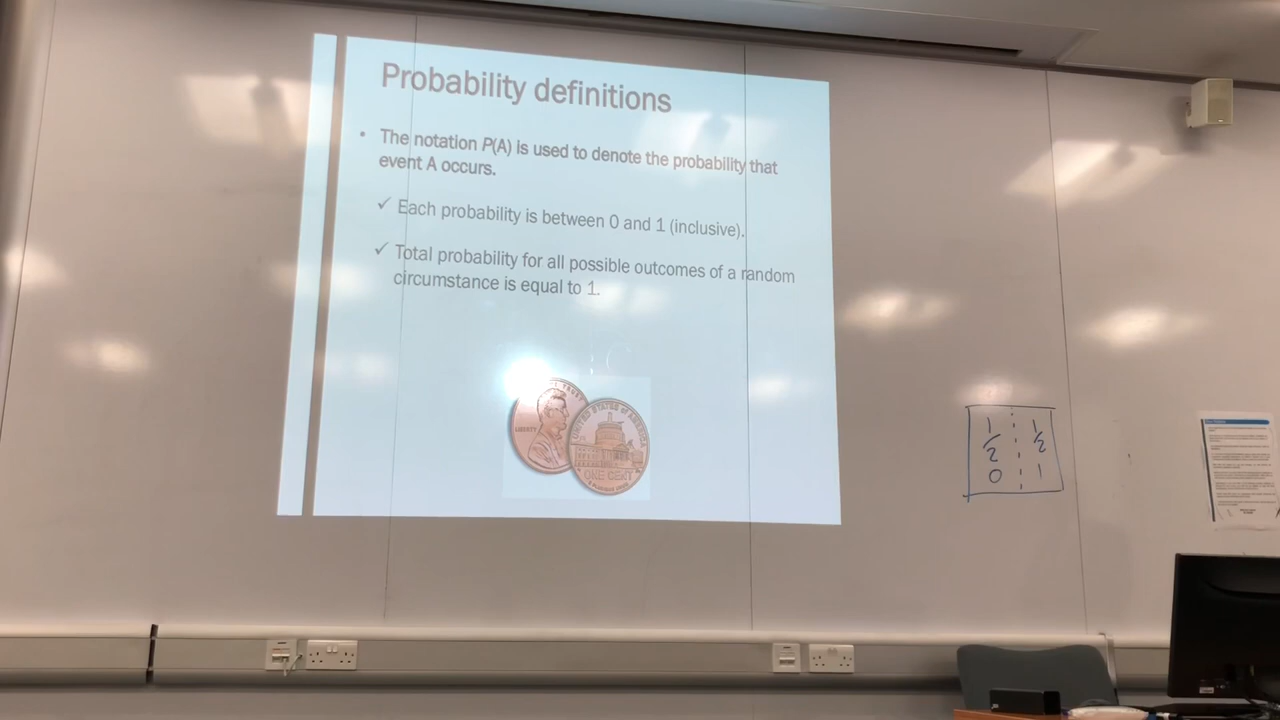 Probability definitions
• The notation P(A) is used to denote the probability that
event A occurs.
✓ Each probability is between 0 and 1 (inclusive).
✓ Total probability for all possible outcomes of a random
circumstance is equal to 1.
LIBERTY
UNITED STATES of AMERICA
ONE CENT
1/2 1/2
0 1